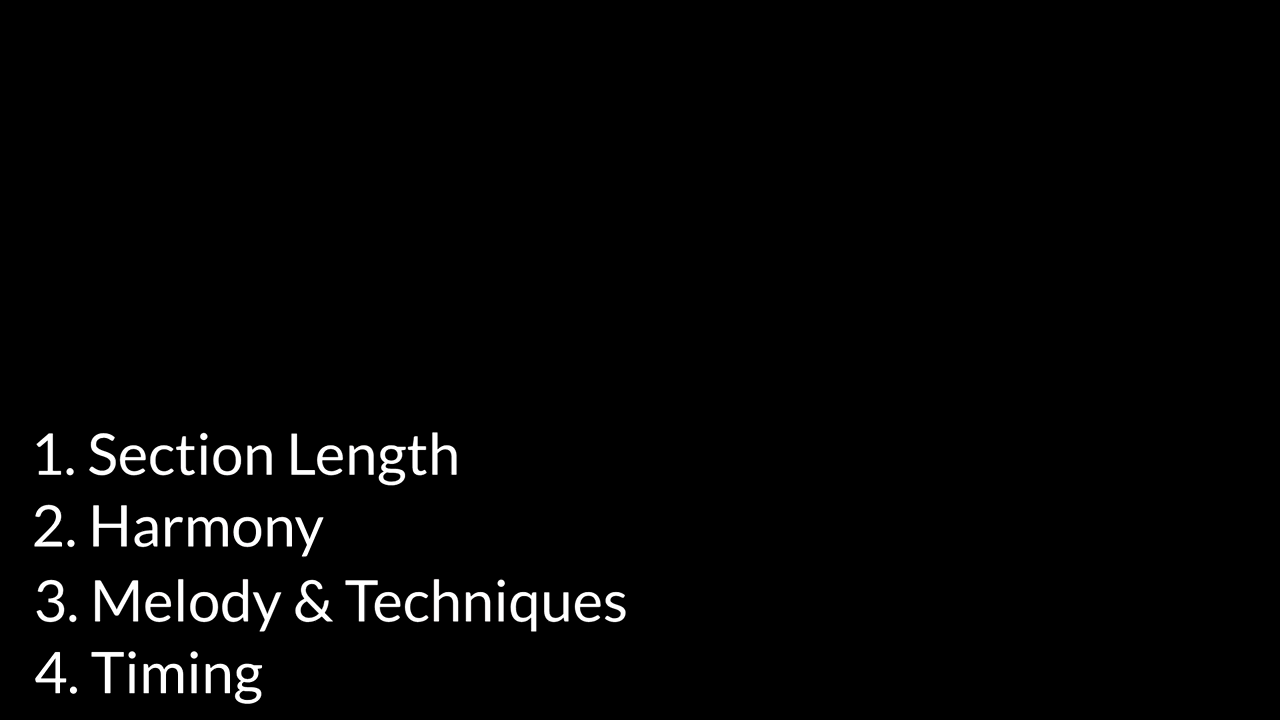 1. Section Length
2. Harmony
3. Melody & Techniques
4. Timing